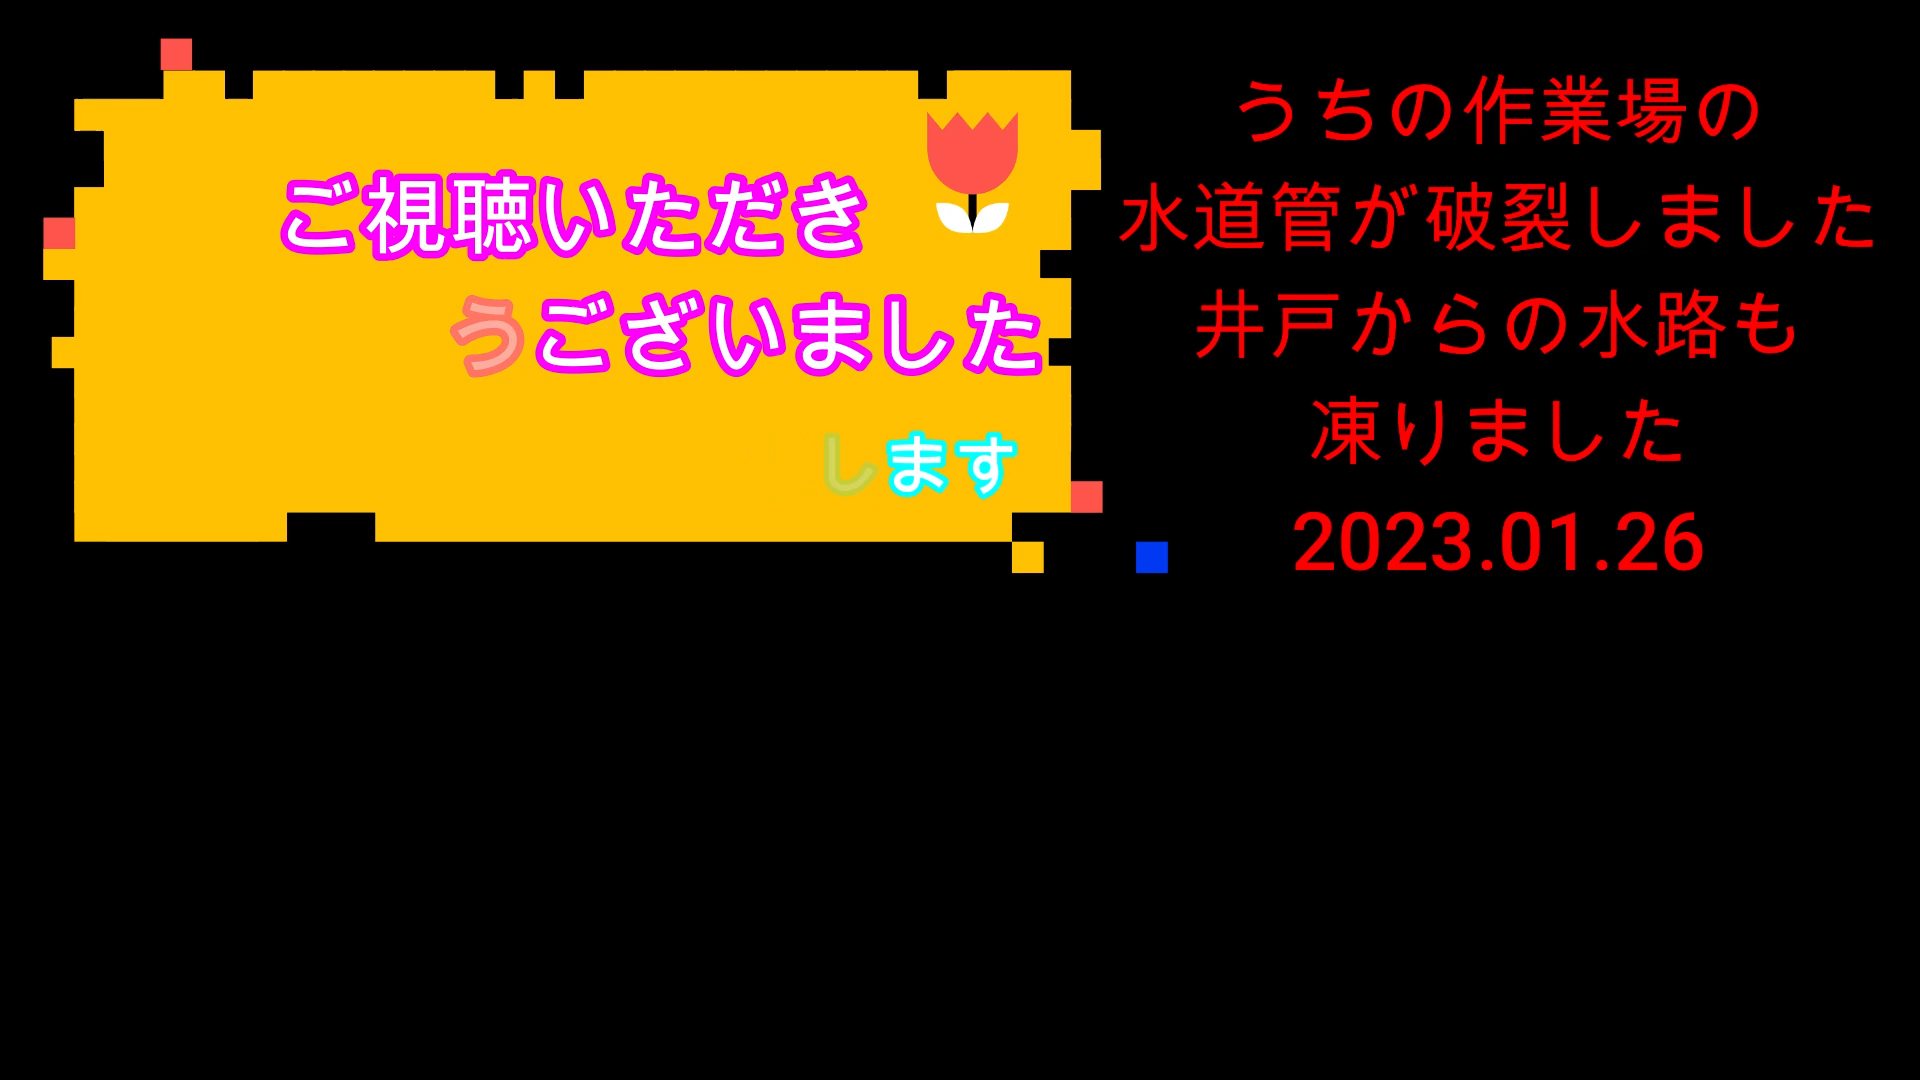 ご視聴いただき
うございました
します
うちの作業場の
水道管が破裂しました
井戸からの水路も
凍りました
2023.01.26